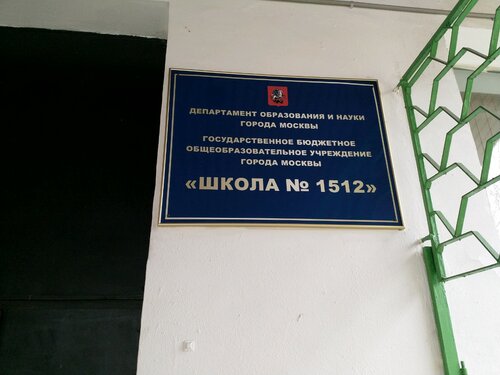 ДЕПАРТАМЕНТ ОБРАЗОВАНИЯ И НАУКИ
ГОРОДА МОСКВЫ
ГОСУДАРСТВЕННОЕ БЮДЖЕТНОЕ
ОБЩЕОБРАЗОВАТЕЛЬНОЕ УЧРЕЖДЕНИЕ
ГОРОДА МОСКВЫ
«ШКОЛА № 1512»